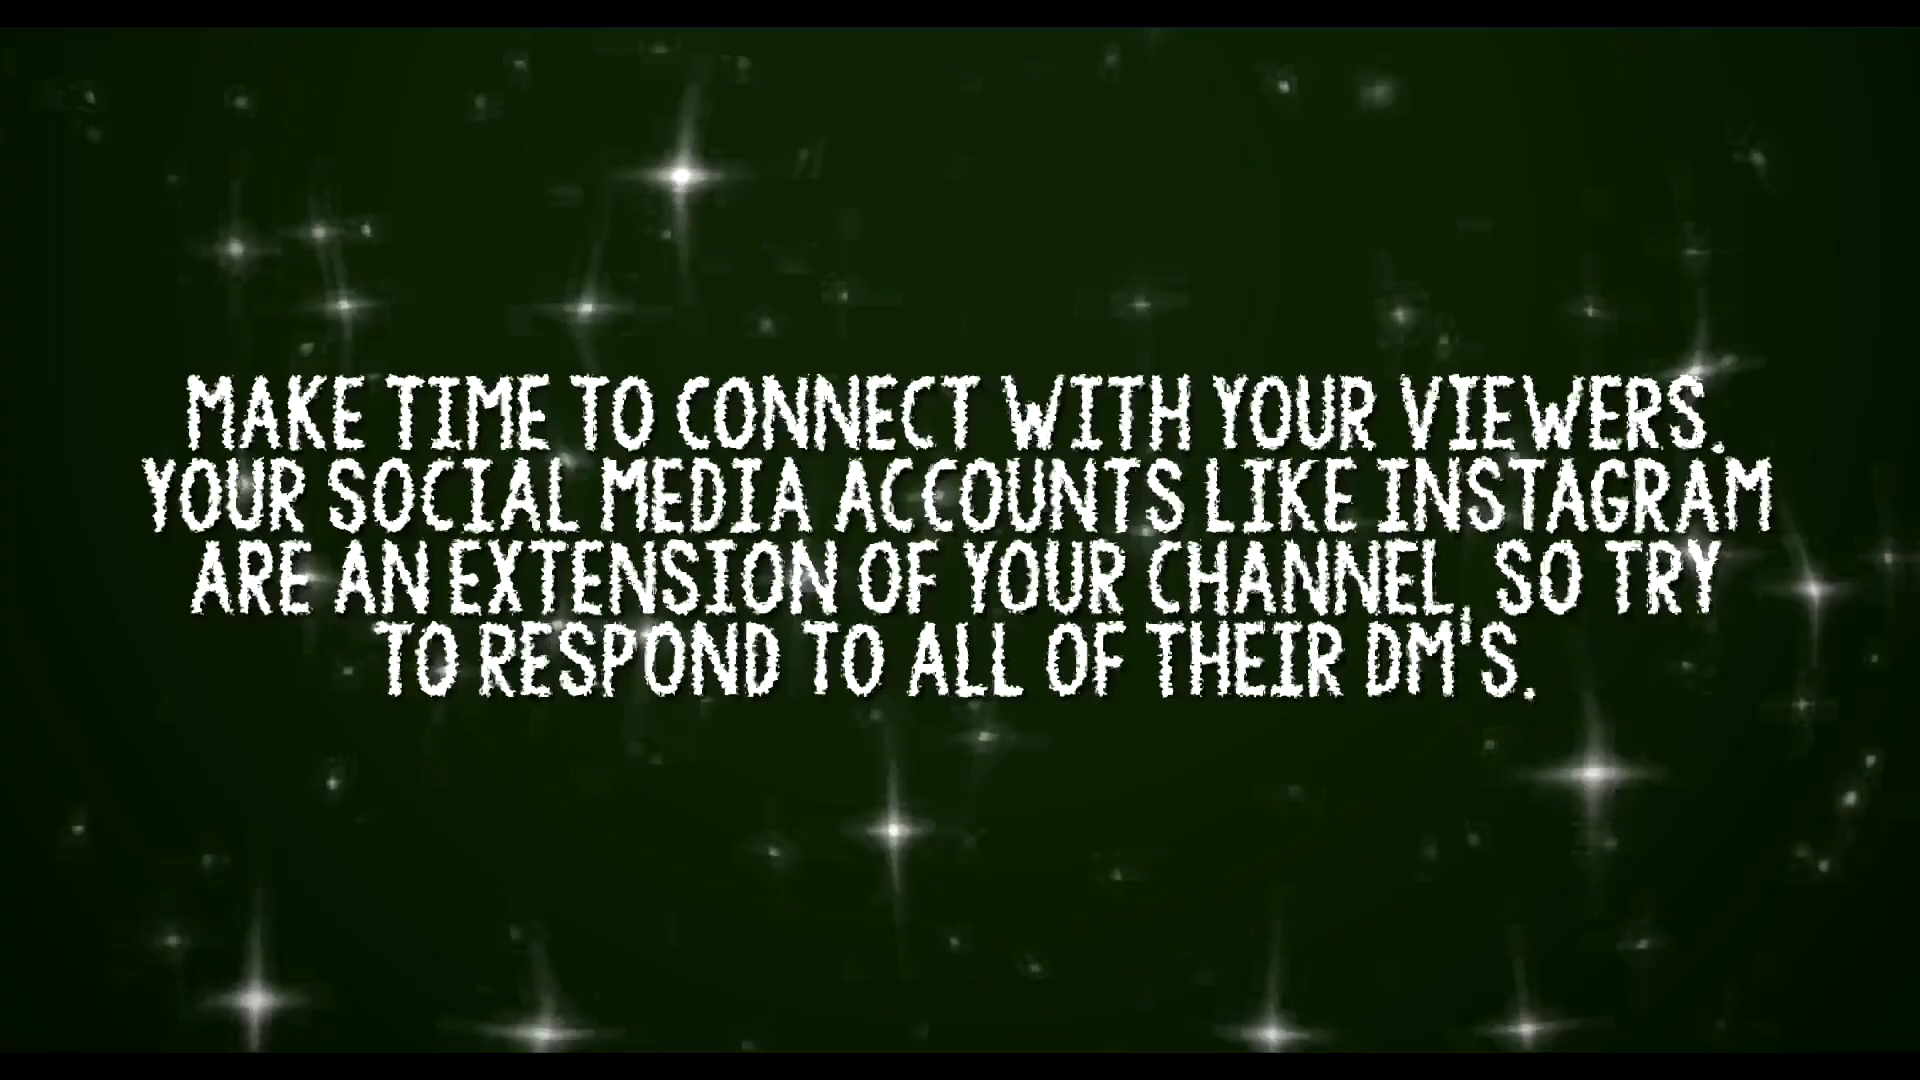 MAKE TIME TO CONNECT WITH YOUR VIEWERS.
YOUR SOCIAL MEDIA ACCOUNTS LIKE INSTAGRAM
ARE AN EXTENSION OF YOUR CHANNEL, SO TRY
TO RESPOND TO ALL OF THEIR DM'S.